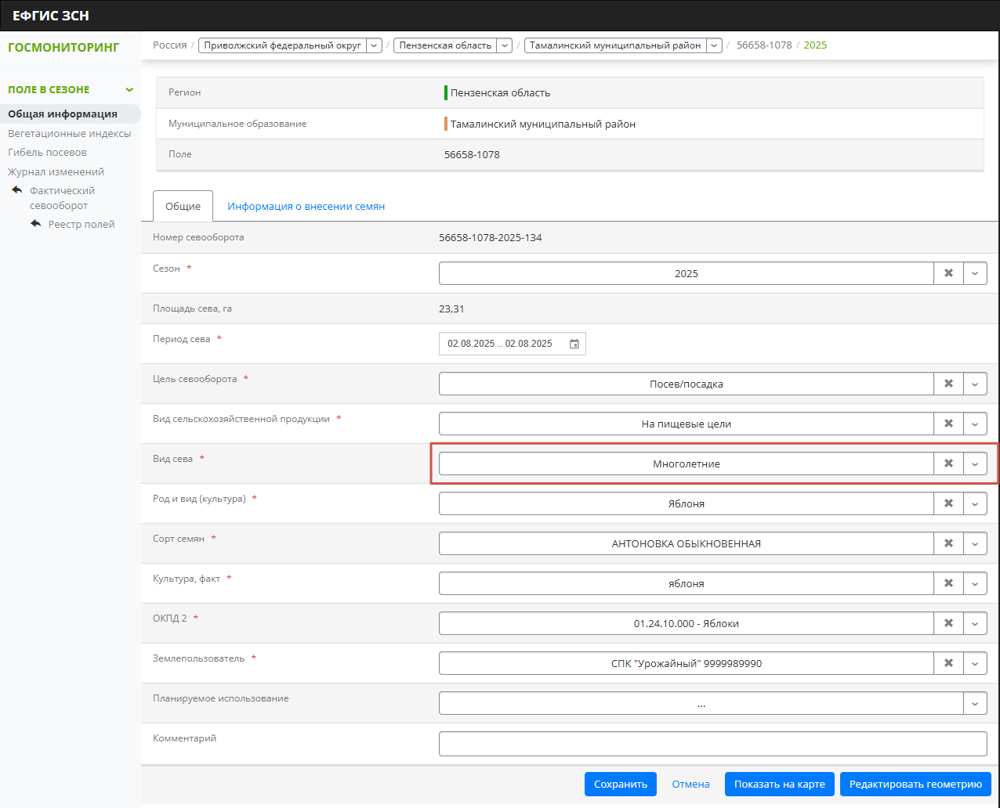 ЕФГИС ЗСН
ГОСМОНИТОРИНГ
Россия / Приволжский федеральный округ / Пензенская область / Тамалинский муниципальный район / 56658-1078 / 2025
ПОЛЕ В СЕЗОНЕ
Общая информация
Вегетационные индексы
Гибель посевов
Журнал изменений
Фактический
севооборот
Реестр полей
Регион Пензенская область
Муниципальное образование Тамалинский муниципальный район
Поле 56658-1078
Общие Информация о внесении семян
Номер севооборота 56658-1078-2025-134
Сезон * 2025
Площадь сева, га 23,31
Период сева * 02.08.2025 .. 02.08.2025
Цель севооборота * Посев/посадка
Вид сельскохозяйственной продукции * На пищевые цели
Вид сева * Многолетние
Род и вид (культура) * Яблоня
Сорт семян * АНТОНОВКА ОБЫКНОВЕННАЯ
Культура, факт * яблоня
ОКПД 2 * 01.24.10.000 - Яблоки
Землепользователь * СПК "Урожайный" 9999989990
Планируемое использование ...
Комментарий
Сохранить Отмена Показать на карте Редактировать геометрию